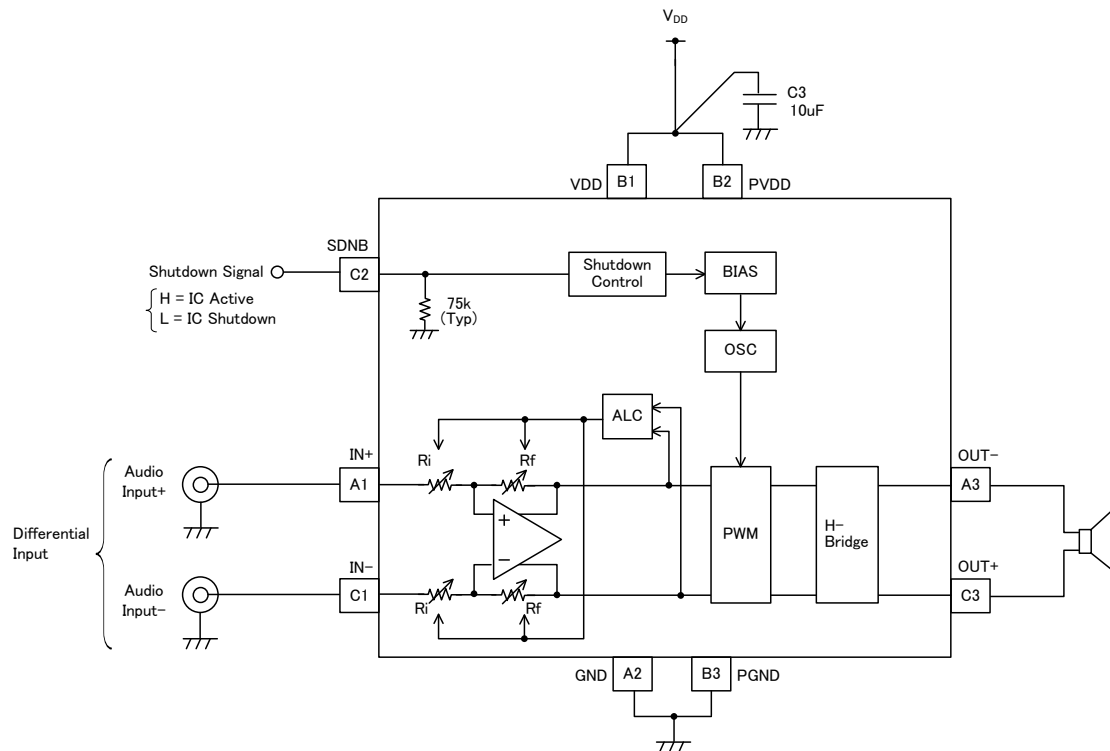 VDD
C3
10uF
VDD
B1
B2
PVDD
SDNB
Shutdown Signal
C2
H = IC Active
L = IC Shutdown
75k
(Typ)
Shutdown
Control
BIAS
OSC
ALC
IN+
Ri
Rf
OUT-
Audio
Input+
A1
A3
Differential
Input
+
−
PWM
H-
Bridge
IN-
OUT+
Audio
Input-
C1
Ri
Rf
C3
GND
A2
B3
PGND